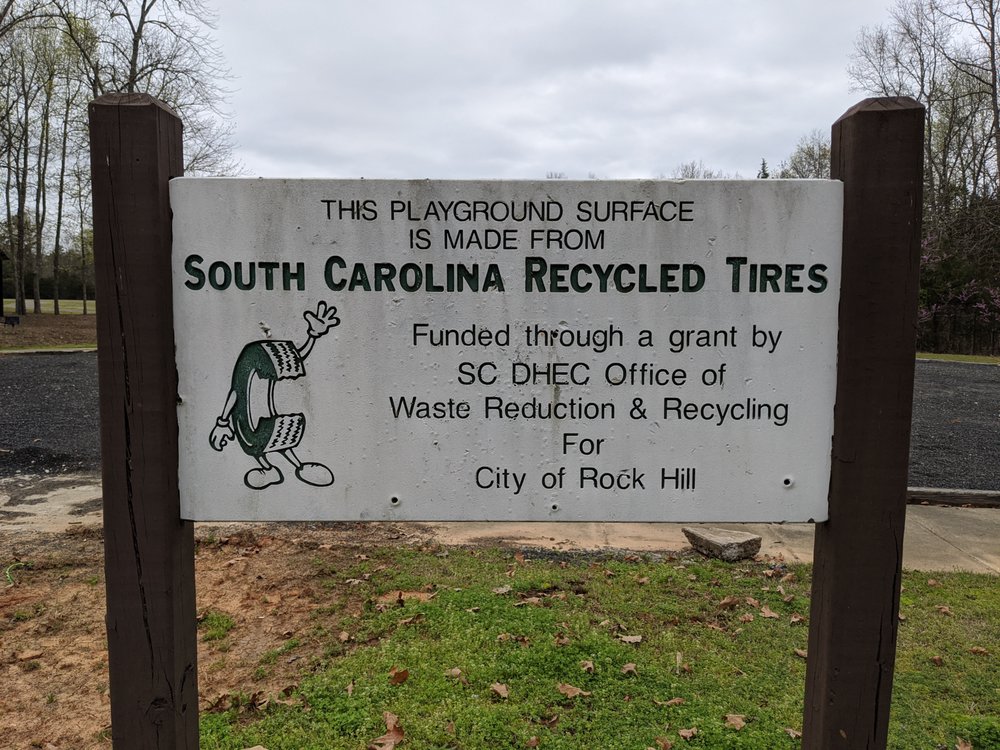 THIS PLAYGROUND SURFACE
IS MADE FROM
SOUTH CAROLINA RECYCLED TIRES
Funded through a grant by
SC DHEC Office of
Waste Reduction & Recycling
For
City of Rock Hill